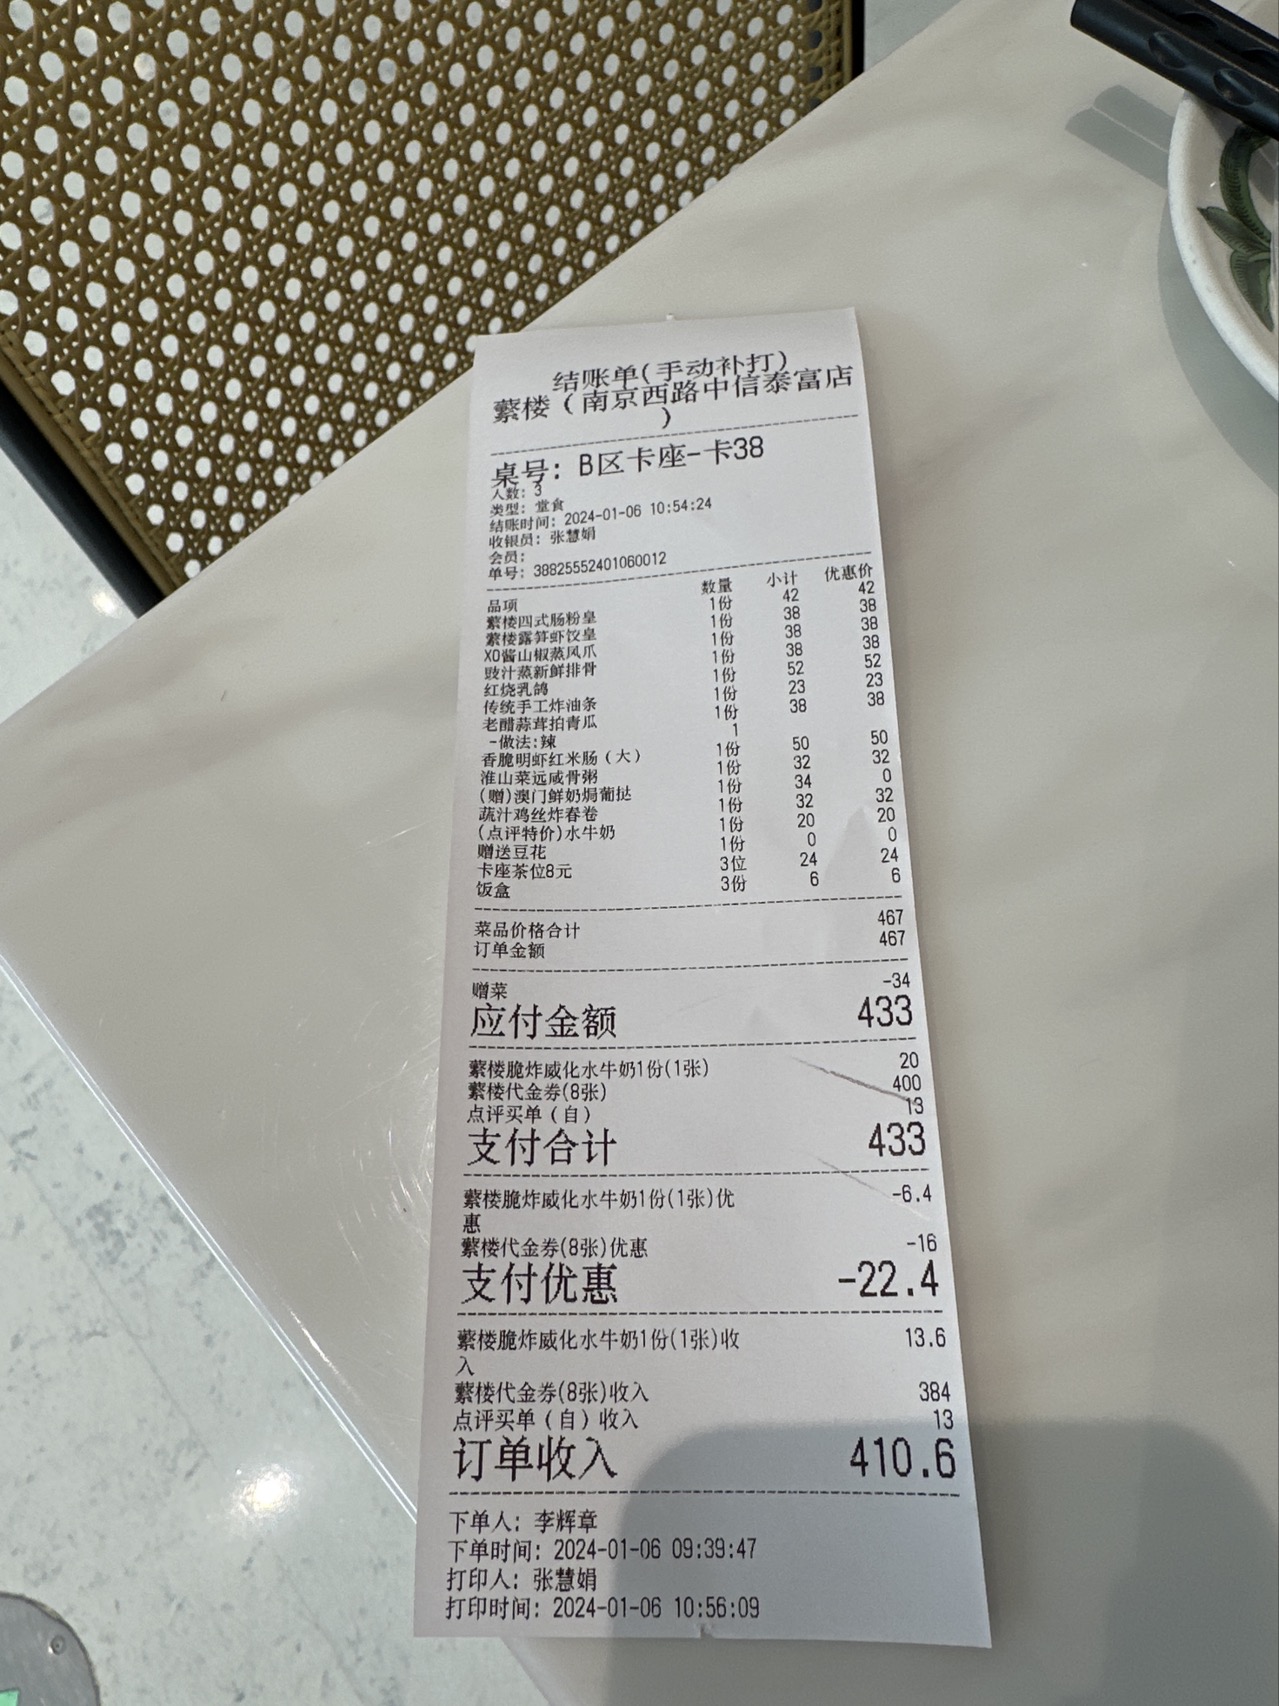 结账单(手动补打)
蘩楼（南京西路中信泰富店
）
桌号: B区卡座-卡38
人数: 3
类型: 堂食
结账时间: 2024-01-06 10:54:24
收银员: 张慧娟
会员:
单号: 38825552401060012
品项 数量 小计 优惠价
蘩楼四式肠粉皇 1份 42 42
蘩楼露笋虾饺皇 1份 38 38
XO酱山椒蒸凤爪 1份 38 38
豉汁蒸新鲜排骨 1份 38 38
红烧乳鸽 1份 52 52
传统手工炸油条 1份 23 23
老醋蒜茸拍青瓜 1份 38 38
-做法:辣 1
香脆明虾红米肠（大） 1份 50 50
淮山菜远咸骨粥 1份 32 32
(赠)澳门鲜奶焗葡挞 1份 34 0
蔬汁鸡丝炸春卷 1份 32 32
(点评特价)水牛奶 1份 20 20
赠送豆花 1份 0 0
卡座茶位8元 3位 24 24
饭盒 3份 6 6
菜品价格合计 467
订单金额 467
赠菜 -34
应付金额 433
蘩楼脆炸威化水牛奶1份(1张) 20
蘩楼代金券(8张) 400
点评买单（自） 13
支付合计 433
蘩楼脆炸威化水牛奶1份(1张)优 -6.4
惠
蘩楼代金券(8张)优惠 -16
支付优惠 -22.4
蘩楼脆炸威化水牛奶1份(1张)收 13.6
入
蘩楼代金券(8张)收入 384
点评买单（自）收入 13
订单收入 410.6
下单人: 李辉章
下单时间: 2024-01-06 09:39:47
打印人: 张慧娟
打印时间: 2024-01-06 10:56:09